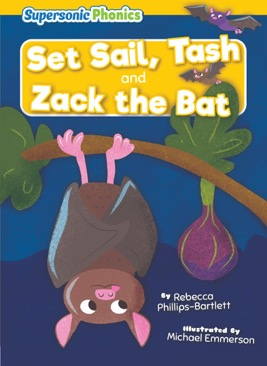 Supersonic Phonics
Set Sail, Tash
and
Zack the Bat
By Rebecca
Phillips-Bartlett
Illustrated By
Michael Emmerson